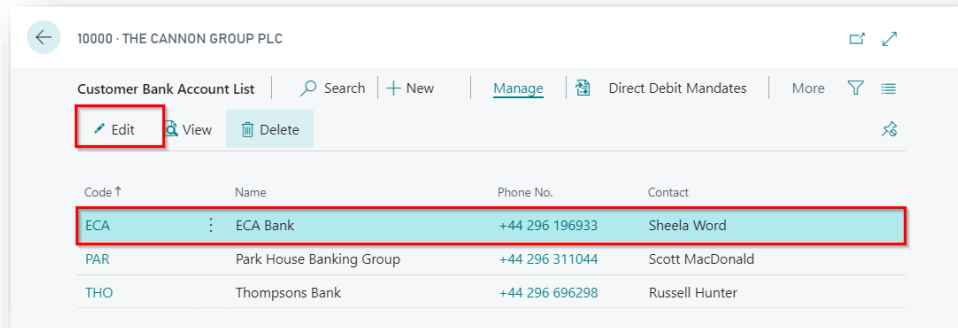 10000 · THE CANNON GROUP PLC
Customer Bank Account List Search New Manage Direct Debit Mandates More
Edit View Delete
Code ↑ Name Phone No. Contact
ECA ECA Bank +44 296 196933 Sheela Word
PAR Park House Banking Group +44 296 311044 Scott MacDonald
THO Thompsons Bank +44 296 696298 Russell Hunter